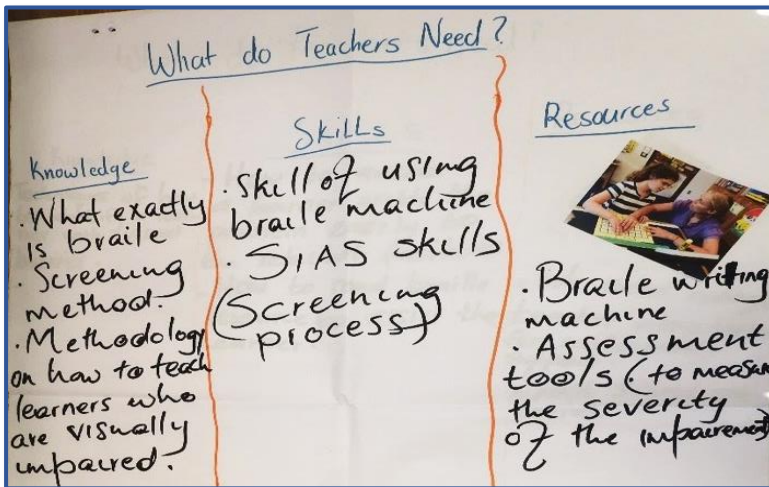 What do Teachers Need?
Knowledge
. What exactly
is braile
. Screening
method.
. Methodology
on how to teach
learners who
are visually
impaired.
Skills
. Skill of using
braile machine
. SIAS skills
(Screening
process)
Resources
. Braile writing
machine
. Assessment
tools (to measure
the severity
of the impairement)